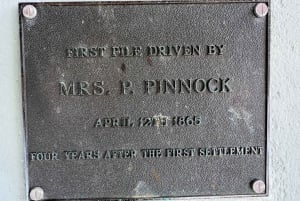 FIRST PILE DRIVEN BY
MRS. P. PINNOCK
APRIL 12TH 1865
FOUR YEARS AFTER THE FIRST SETTLEMENT